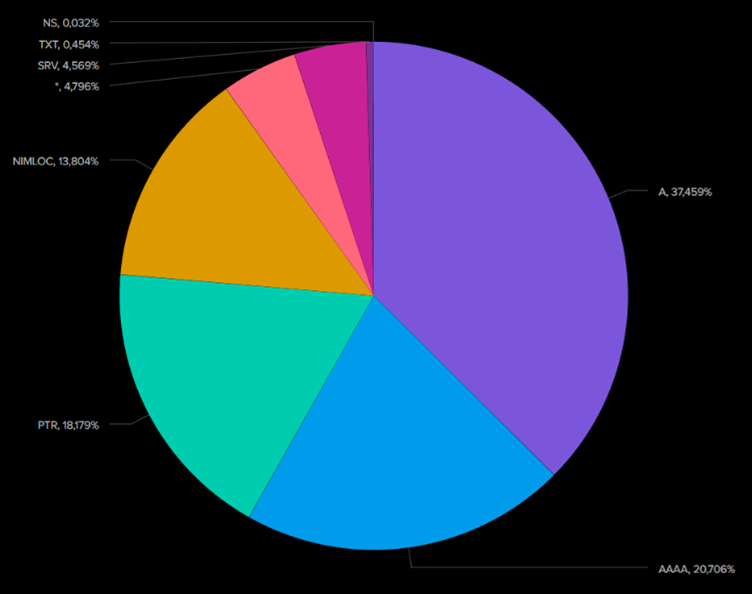 NS, 0,032%
TXT, 0,454%
SRV, 4,569%
*, 4,796%
NIMLOC, 13,804%
A, 37,459%
PTR, 18,179%
AAAA, 20,706%